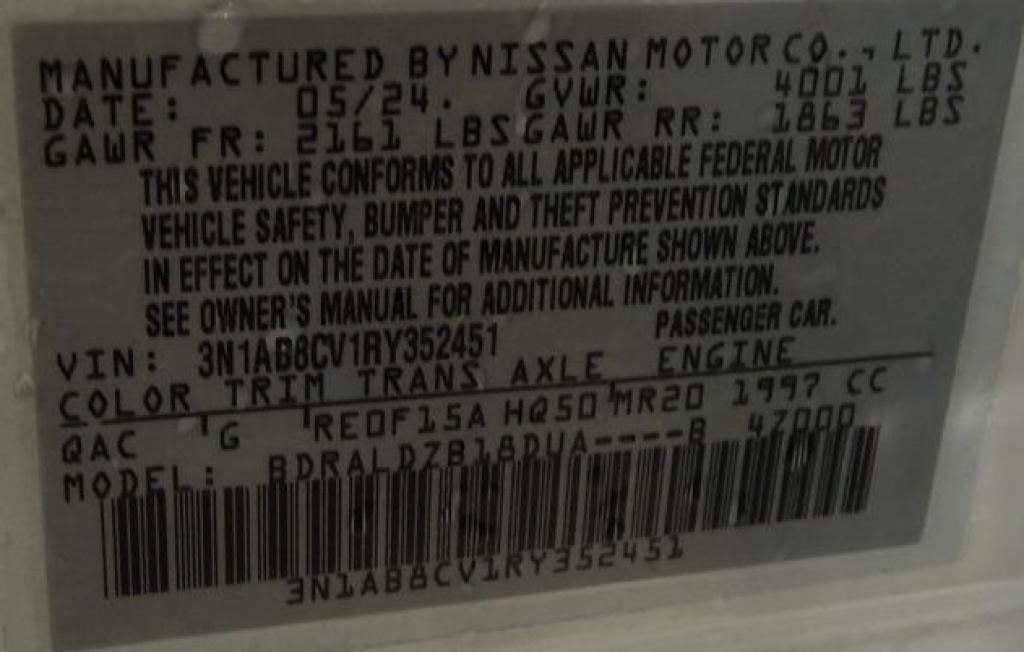 MANUFACTURED BY NISSAN MOTOR CO., LTD.
DATE: 05/24. GVWR: 4001 LBS
GAWR FR: 2161 LBS GAWR RR: 1863 LBS
THIS VEHICLE CONFORMS TO ALL APPLICABLE FEDERAL MOTOR
VEHICLE SAFETY, BUMPER AND THEFT PREVENTION STANDARDS
IN EFFECT ON THE DATE OF MANUFACTURE SHOWN ABOVE.
SEE OWNER'S MANUAL FOR ADDITIONAL INFORMATION.
VIN: 3N1AB8CV1RY352451 PASSENGER CAR.
COLOR TRIM TRANS AXLE ENGINE
QAC G RE0F15A HQ50 MR20 1997 CC
MODEL: BDRALDZB18DUA----B 4Z000
3N1AB8CV1RY352451